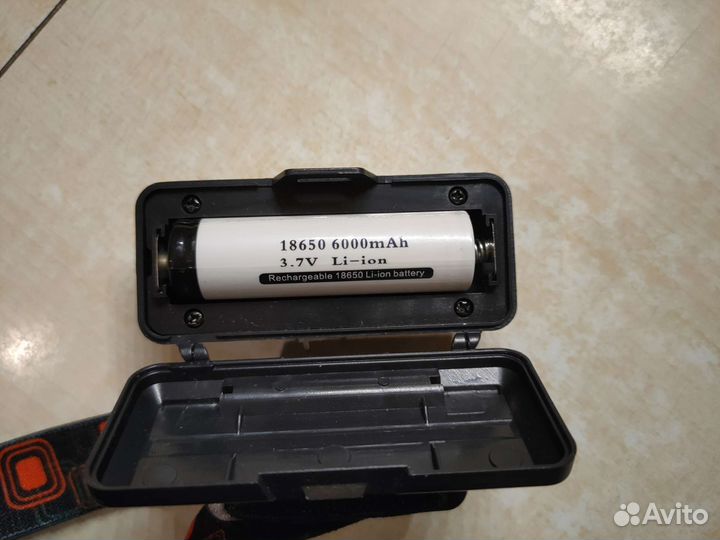 18650 6000mAh
3.7V Li-ion
Rechargeable 18650 Li-ion battery
Avito